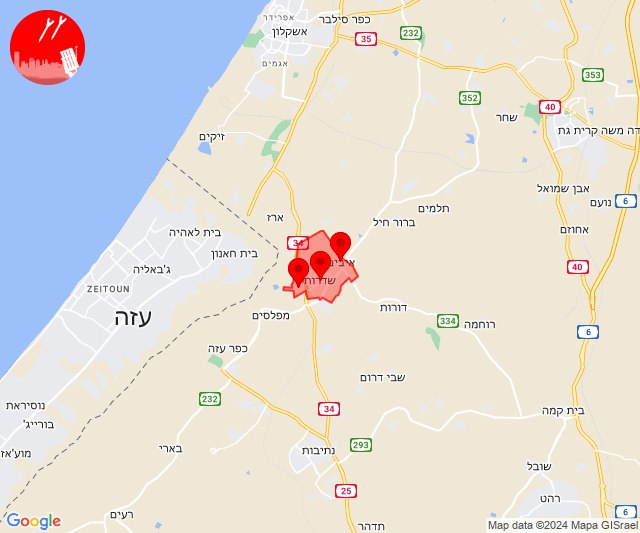 כפר סילבר
אפרידר
אשקלון
אגמים
232
35
353
352
40
שחר
דה משה קרית גת
זיקים
אבן שמואל
נועם
6
תלמים
ברור חיל
ארז
אחוזם
בית לאהיה
34
בית חאנון
איבים
ג'באליה
40
ZEITOUN
שדרות
עזה
דורות
מפלסים
334
רוחמה
6
כפר עזה
שבי דרום
232
נוסיראת
34
בית קמה
בורייג'
293
בארי
נתיבות
מועאז
שובל
25
רהט
רעים
6
תדהר
Google
Map data ©2024 Mapa GISrael